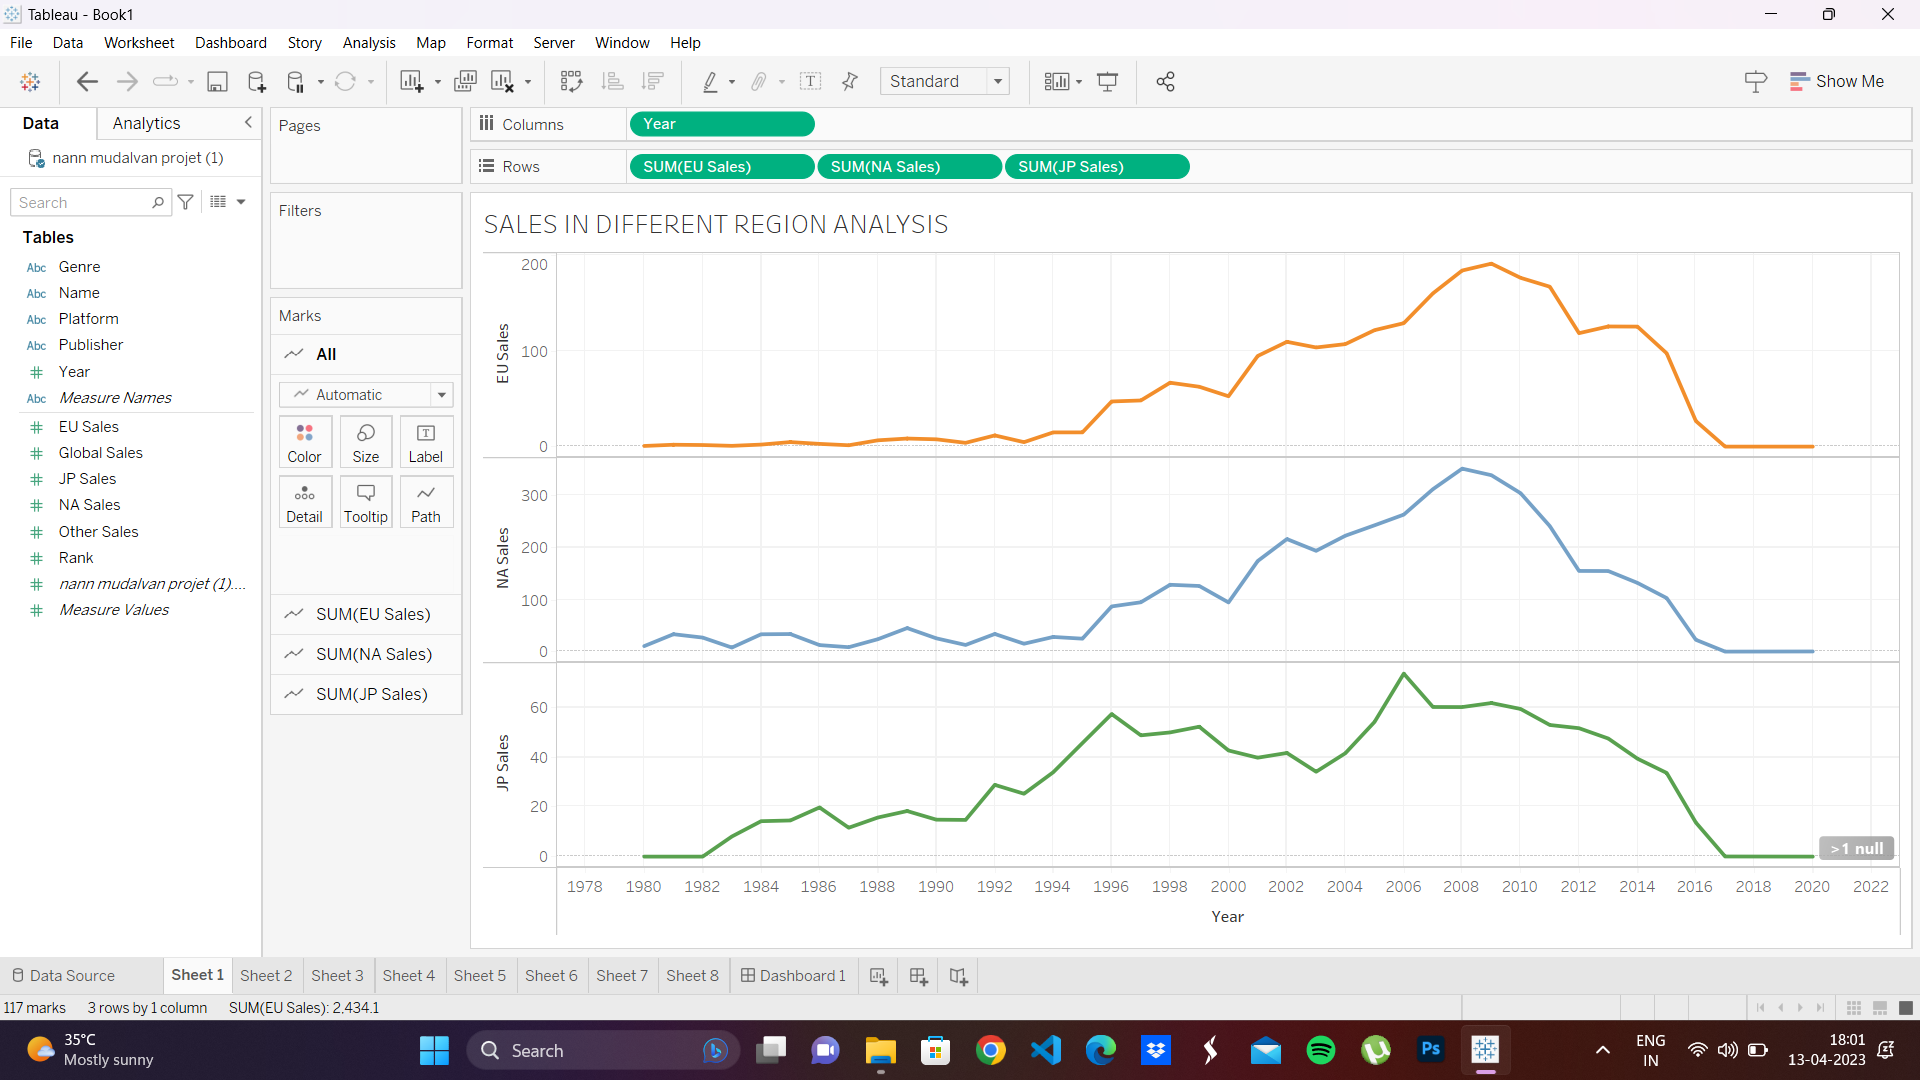 Tableau - Book1
File Data Worksheet Dashboard Story Analysis Map Format Server Window Help
Standard
Show Me
Data Analytics
nann mudalvan projet (1)
Search
Tables
Abc Genre
Abc Name
Abc Platform
Abc Publisher
# Year
Abc Measure Names
# EU Sales
# Global Sales
# JP Sales
# NA Sales
# Other Sales
# Rank
# nann mudalvan projet (1)....
# Measure Values
Pages
Filters
Marks
All
Automatic
Color Size Label
Detail Tooltip Path
SUM(EU Sales)
SUM(NA Sales)
SUM(JP Sales)
Columns Year
Rows SUM(EU Sales) SUM(NA Sales) SUM(JP Sales)
SALES IN DIFFERENT REGION ANALYSIS
EU Sales
200
100
0
NA Sales
300
200
100
0
JP Sales
60
40
20
0
>1 null
1978 1980 1982 1984 1986 1988 1990 1992 1994 1996 1998 2000 2002 2004 2006 2008 2010 2012 2014 2016 2018 2020 2022
Year
Data Source Sheet 1 Sheet 2 Sheet 3 Sheet 4 Sheet 5 Sheet 6 Sheet 7 Sheet 8 Dashboard 1
117 marks 3 rows by 1 column SUM(EU Sales): 2,434.1
35°C
Mostly sunny
Search
Ps
ENG
IN
18:01
13-04-2023